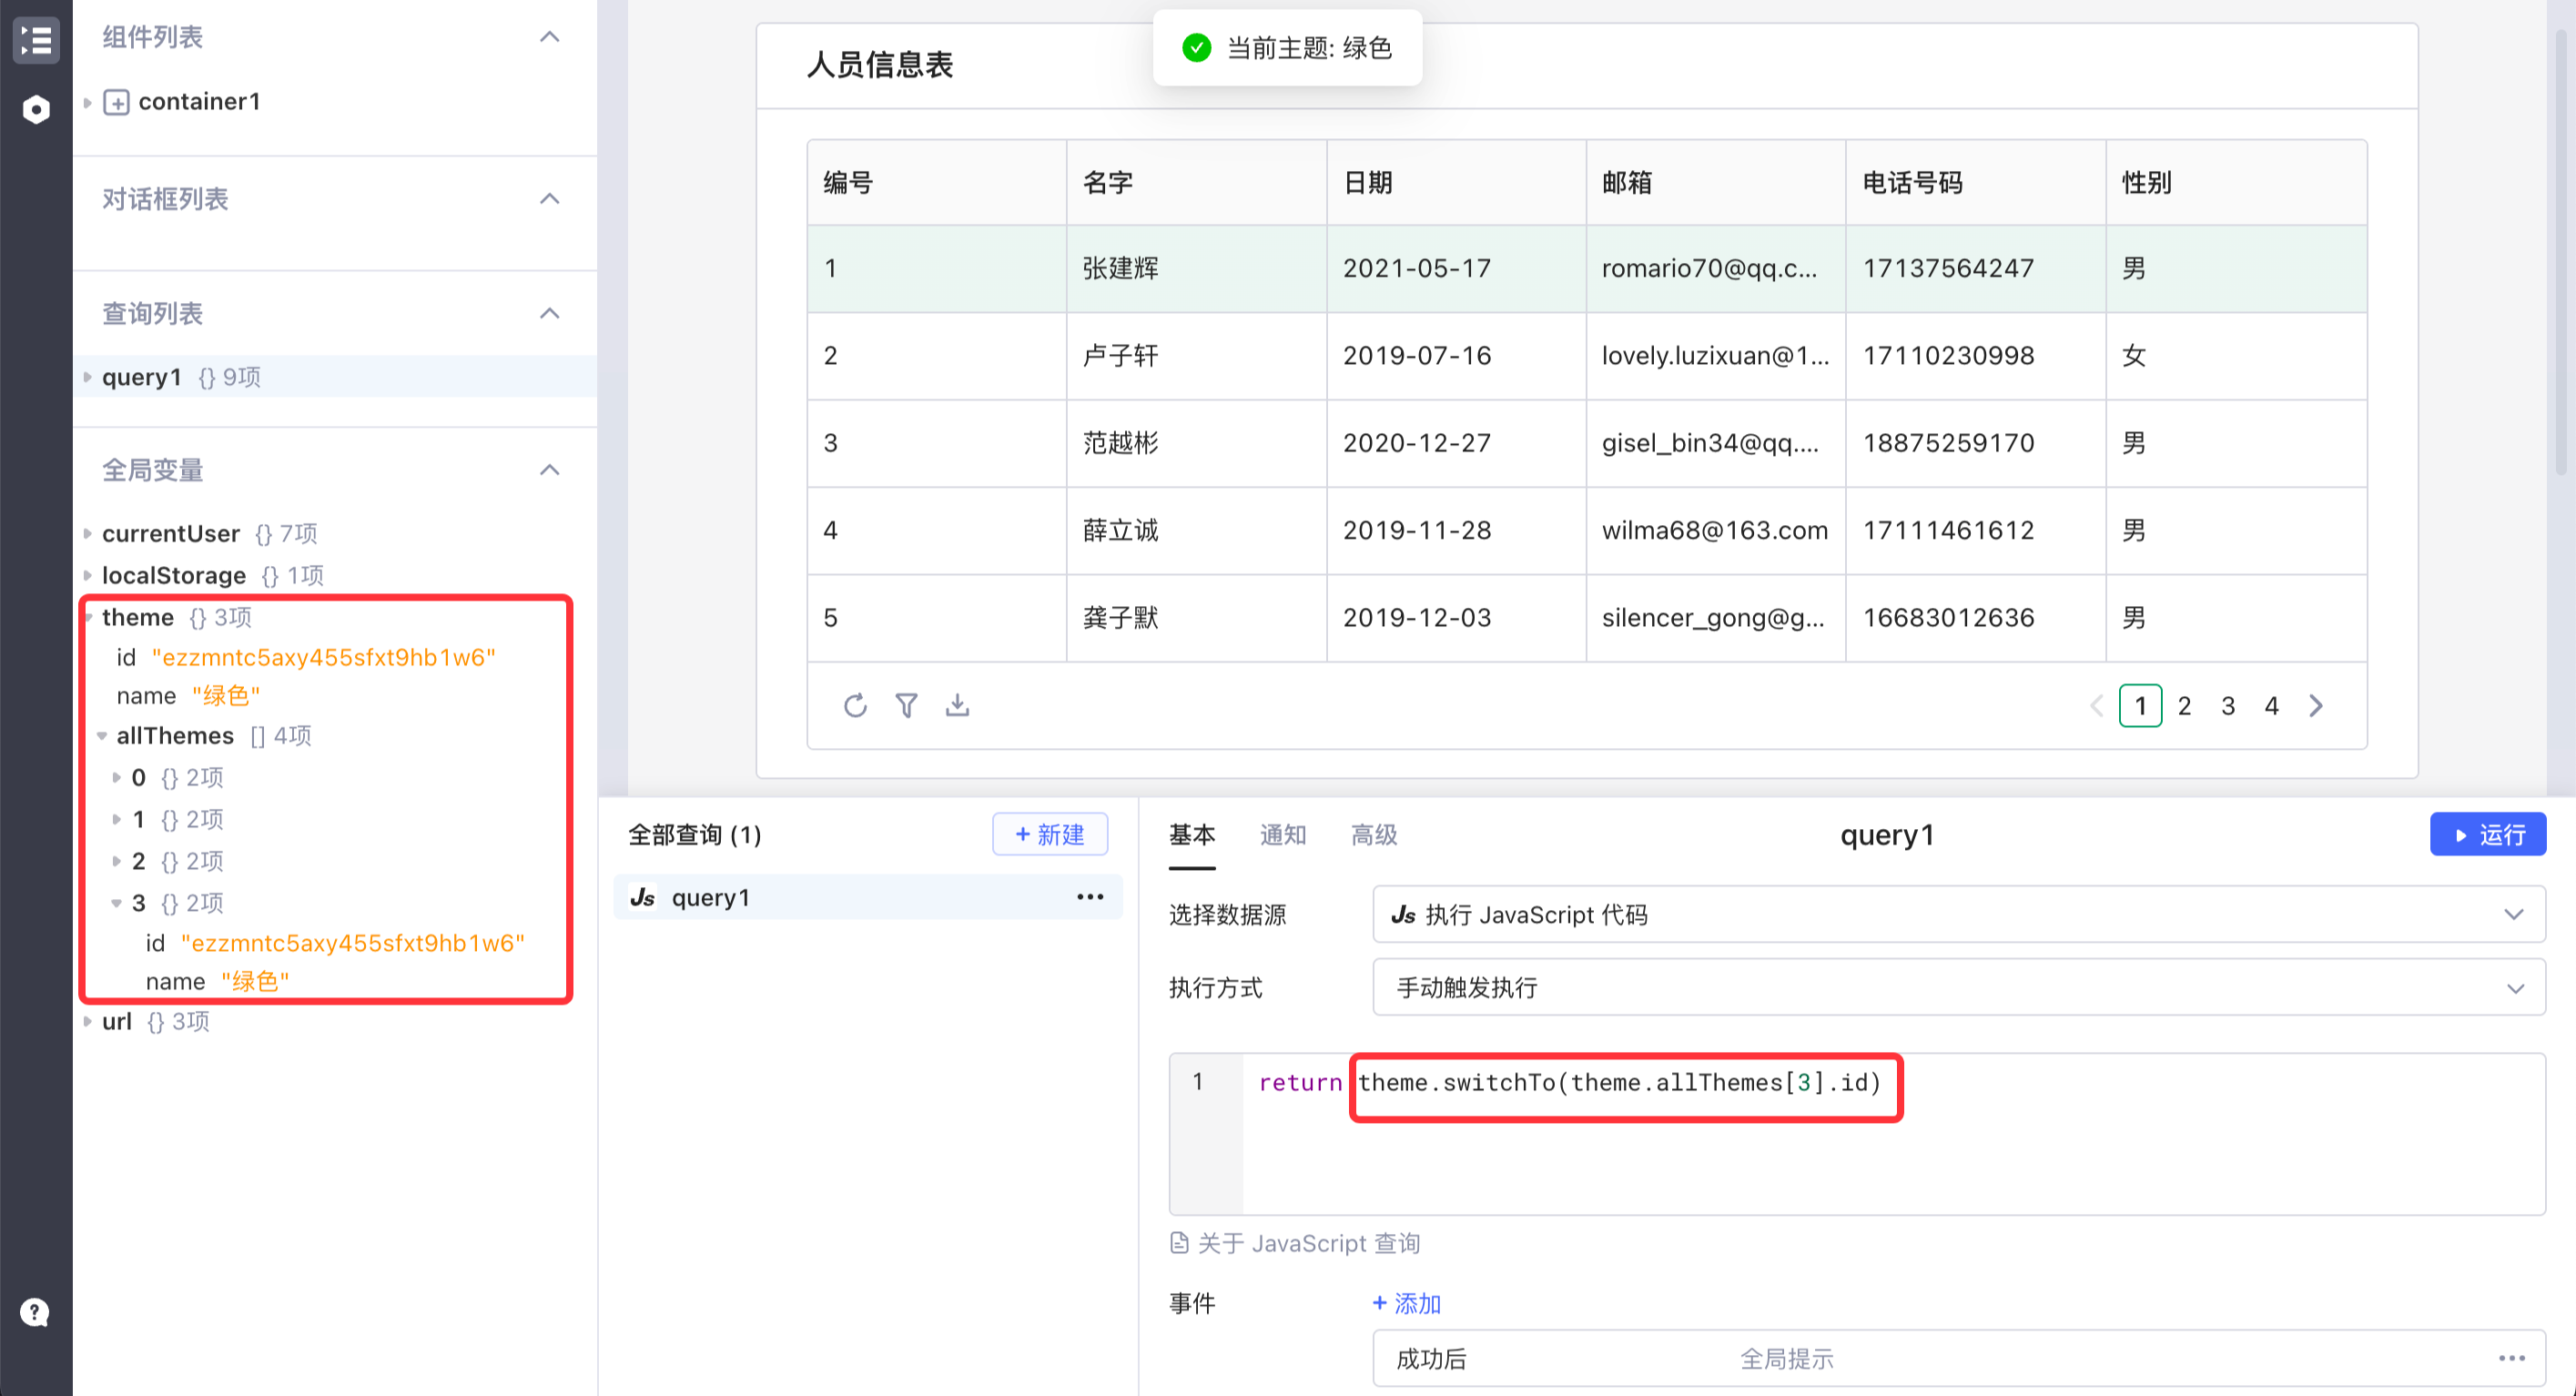 组件列表
container1
对话框列表
查询列表
query1 {} 9项
全局变量
currentUser {} 7项
localStorage {} 1项
theme {} 3项
id "ezzmntc5axy455sfxt9hb1w6"
name "绿色"
allThemes [] 4项
0 {} 2项
1 {} 2项
2 {} 2项
3 {} 2项
id "ezzmntc5axy455sfxt9hb1w6"
name "绿色"
url {} 3项
当前主题: 绿色
人员信息表
编号 名字 日期 邮箱 电话号码 性别
1 张建辉 2021-05-17 romario70@qq.c... 17137564247 男
2 卢子轩 2019-07-16 lovely.luzixuan@1... 17110230998 女
3 范越彬 2020-12-27 gisel_bin34@qq.... 18875259170 男
4 薛立诚 2019-11-28 wilma68@163.com 17111461612 男
5 龚子默 2019-12-03 silencer_gong@g... 16683012636 男
1 2 3 4
全部查询 (1) + 新建
Js query1 •••
基本 通知 高级 query1 运行
选择数据源 Js 执行 JavaScript 代码
执行方式 手动触发执行
1 return theme.switchTo(theme.allThemes[3].id)
关于 JavaScript 查询
事件 + 添加
成功后 全局提示 •••